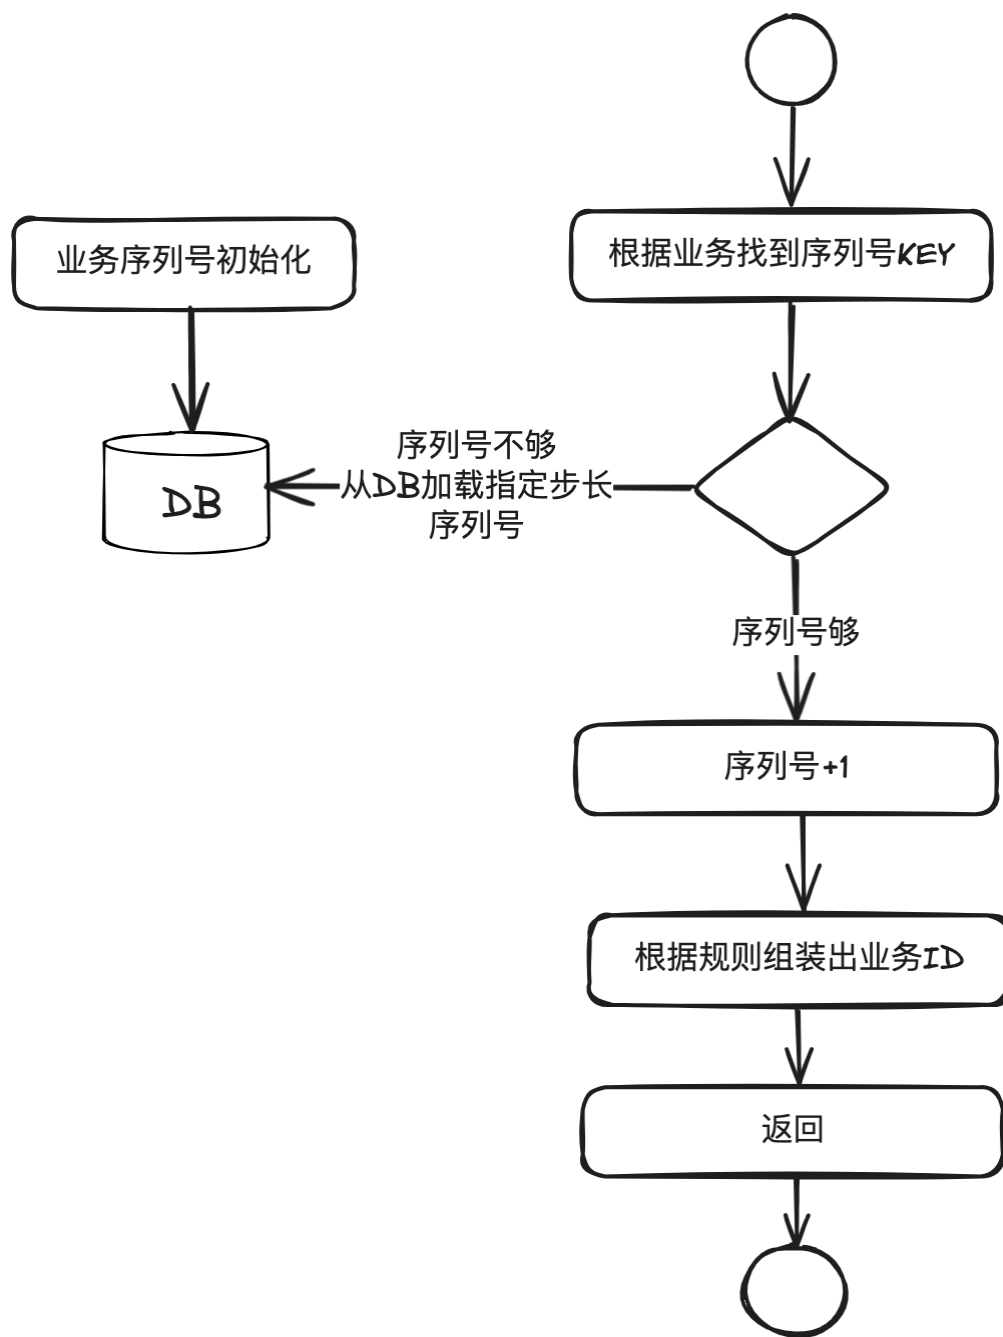 业务序列号初始化
根据业务找到序列号KEY
序列号不够
从DB加载指定步长
序列号
DB
序列号够
序列号+1
根据规则组装出业务ID
返回